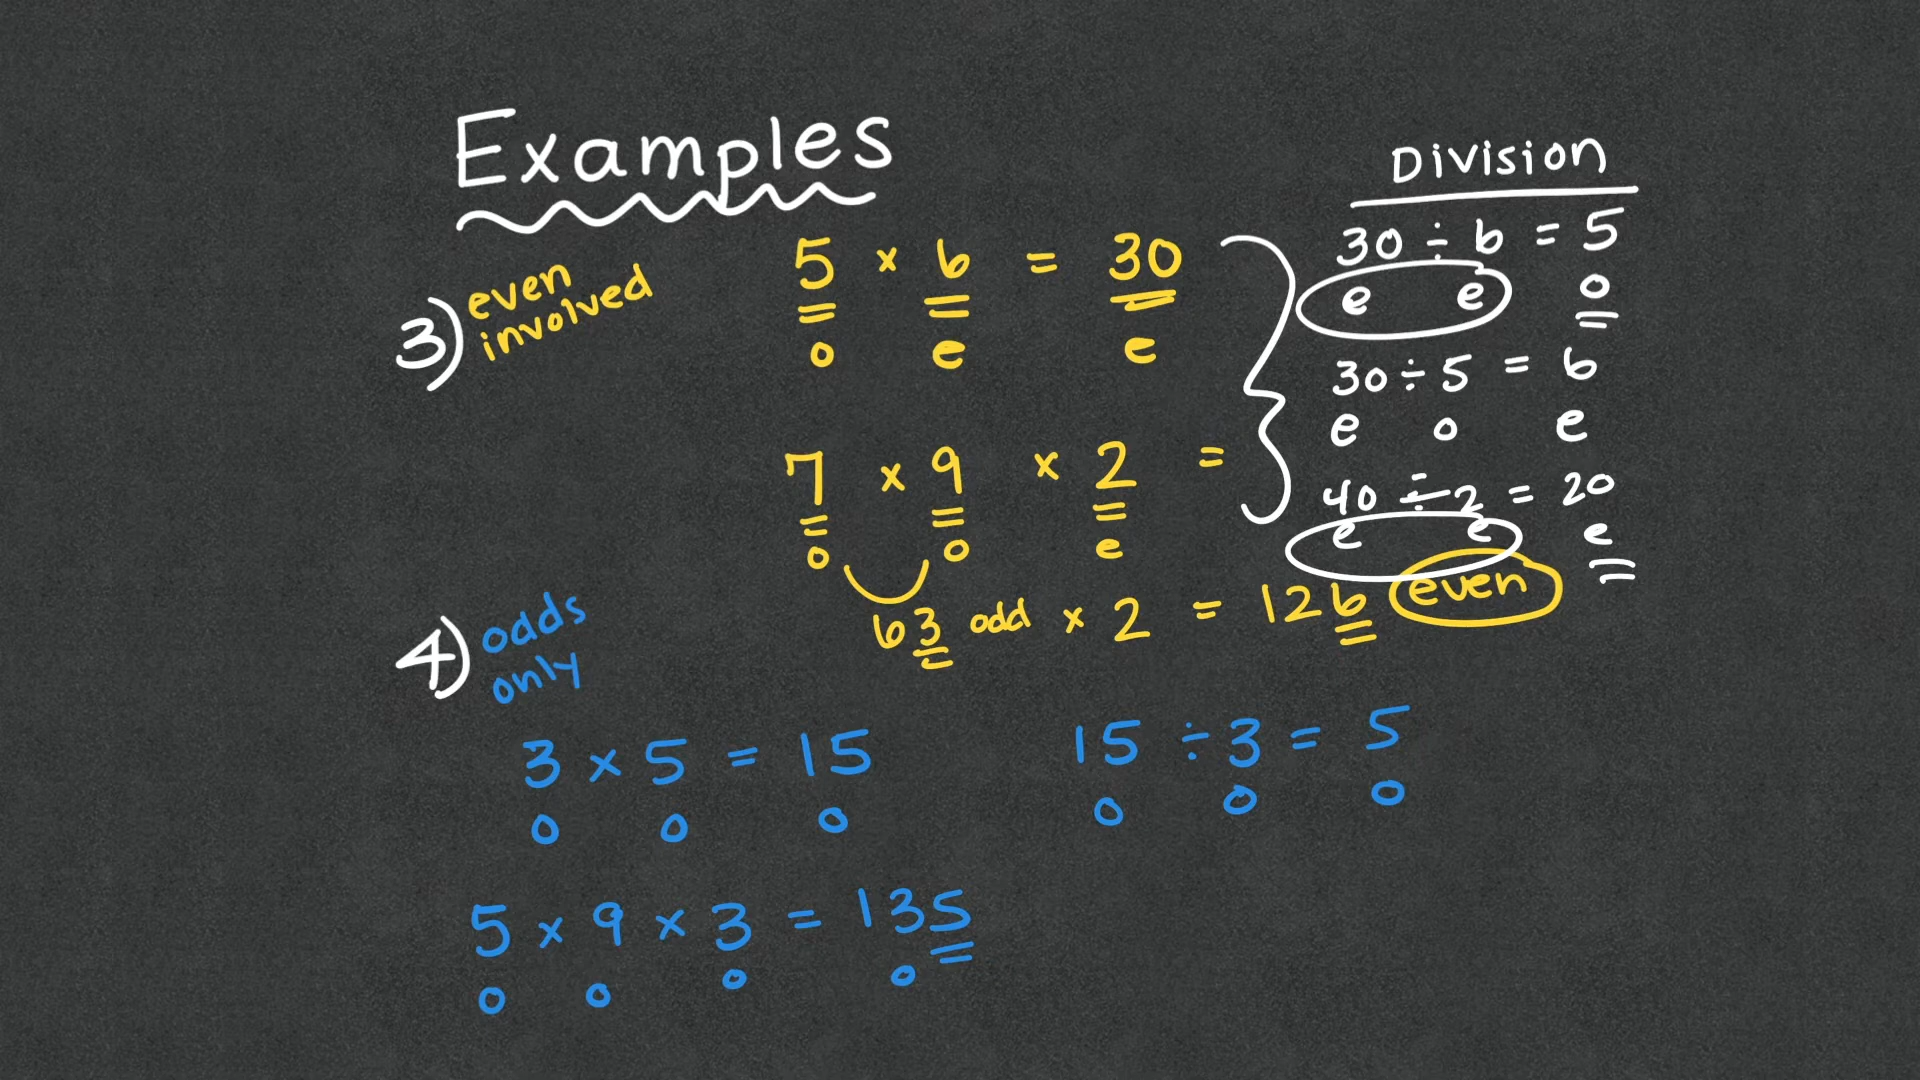 Examples
3) even
involved
5 × 6 = 30
o e e
7 × 9 × 2 =
o o e
63 odd × 2 = 126 even
Division
30 ÷ 6 = 5
e e o
30 ÷ 5 = 6
e o e
40 ÷ 2 = 20
e e e
4) odds
only
3 × 5 = 15
o o o
15 ÷ 3 = 5
o o o
5 × 9 × 3 = 135
o o o o